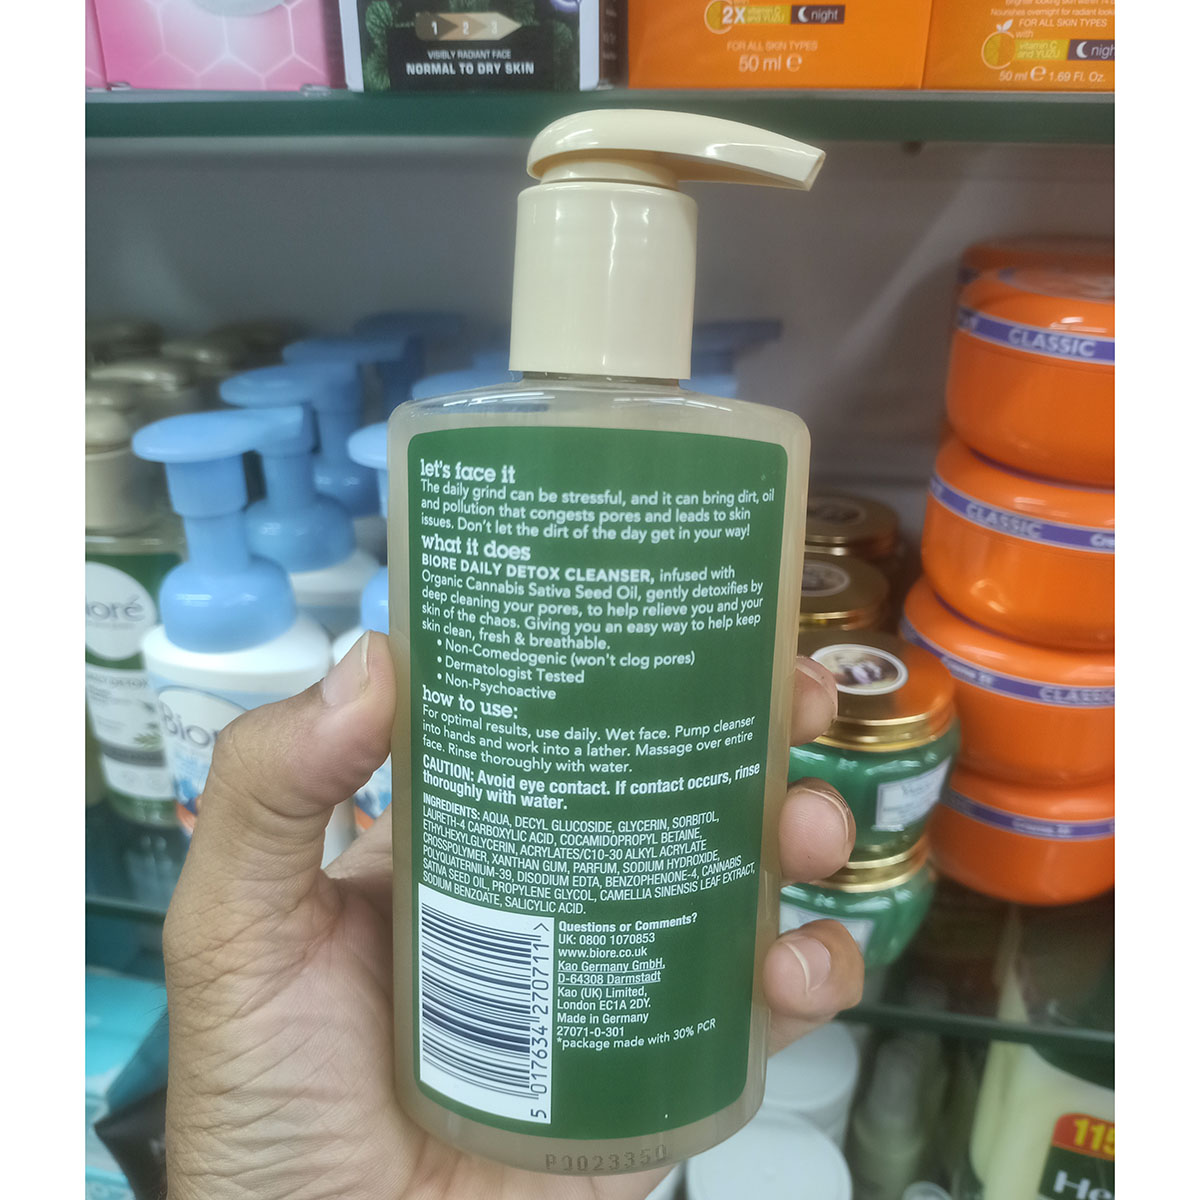 1 2 3
VISIBLY RADIANT FACE
NORMAL TO DRY SKIN
2X vitamin C and YUZU night
FOR ALL SKIN TYPES
50 ml e
FOR ALL SKIN TYPES
with
vitamin C and YUZU night
50 ml e 1.69 FL. Oz.
CLASSIC
CLASSIC
CLASSIC
Bioré
let's face it
The daily grind can be stressful, and it can bring dirt, oil
and pollution that congests pores and leads to skin
issues. Don't let the dirt of the day get in your way!
what it does
BIORE DAILY DETOX CLEANSER, infused with
Organic Cannabis Sativa Seed Oil, gently detoxifies by
deep cleaning your pores, to help relieve you and your
skin of the chaos. Giving you an easy way to help keep
skin clean, fresh & breathable.
• Non-Comedogenic (won't clog pores)
• Dermatologist Tested
• Non-Psychoactive
how to use:
For optimal results, use daily. Wet face. Pump cleanser
into hands and work into a lather. Massage over entire
face. Rinse thoroughly with water.
CAUTION: Avoid eye contact. If contact occurs, rinse
thoroughly with water.
INGREDIENTS: AQUA, DECYL GLUCOSIDE, GLYCERIN, SORBITOL,
LAURETH-4 CARBOXYLIC ACID, COCAMIDOPROPYL BETAINE,
ETHYLHEXYLGLYCERIN, ACRYLATES/C10-30 ALKYL ACRYLATE
CROSSPOLYMER, XANTHAN GUM, PARFUM, SODIUM HYDROXIDE,
POLYQUATERNIUM-39, DISODIUM EDTA, BENZOPHENONE-4, CANNABIS
SATIVA SEED OIL, PROPYLENE GLYCOL, CAMELLIA SINENSIS LEAF EXTRACT,
SODIUM BENZOATE, SALICYLIC ACID.
5 017634 270711 >
Questions or Comments?
UK: 0800 1070853
www.biore.co.uk
Kao Germany GmbH,
D-64308 Darmstadt
Kao (UK) Limited,
London EC1A 2DY.
Made in Germany
27071-0-301
*package made with 30% PCR
115